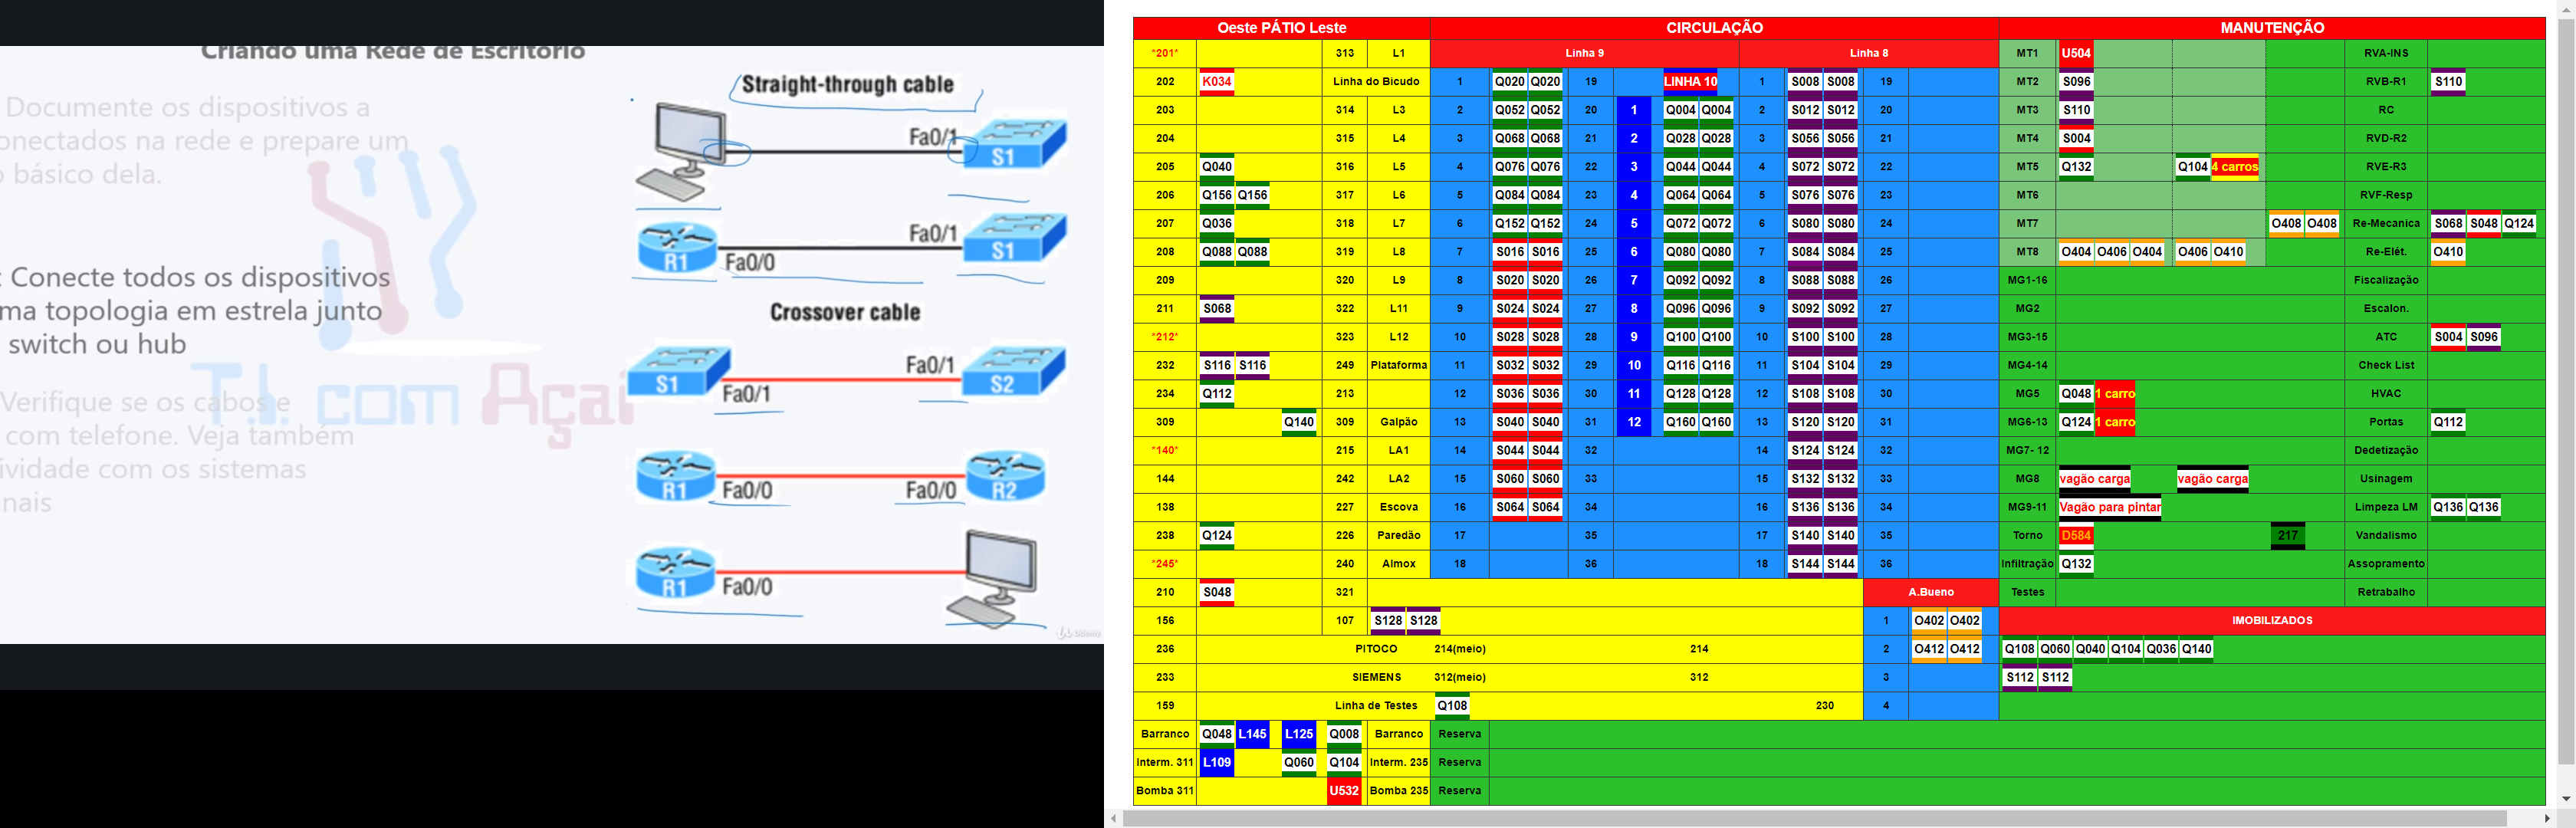 Criando uma Rede de Escritório
Documente os dispositivos a
onectados na rede e prepare um
básico dela.
: Conecte todos os dispositivos
ma topologia em estrela junto
switch ou hub
Verifique se os cabos e
com telefone. Veja também
ividade com os sistemas
nais
T.I. com Açaí
Straight-through cable
Fa0/1
S1
Fa0/1
R1
Fa0/0
S1
Crossover cable
Fa0/1
S1
Fa0/1
S2
R1
Fa0/0
Fa0/0
R2
R1
Fa0/0
Udemy
Oeste PÁTIO Leste CIRCULAÇÃO MANUTENÇÃO
*201* 313 L1 Linha 9 Linha 8 MT1 U504 RVA-INS
202 K034 Linha do Bicudo 1 Q020 Q020 19 LINHA 10 1 S008 S008 19 MT2 S096 RVB-R1 S110
203 314 L3 2 Q052 Q052 20 1 Q004 Q004 2 S012 S012 20 MT3 S110 RC
204 315 L4 3 Q068 Q068 21 2 Q028 Q028 3 S056 S056 21 MT4 S004 RVD-R2
205 Q040 316 L5 4 Q076 Q076 22 3 Q044 Q044 4 S072 S072 22 MT5 Q132 Q104 4 carros RVE-R3
206 Q156 Q156 317 L6 5 Q084 Q084 23 4 Q064 Q064 5 S076 S076 23 MT6 RVF-Resp
207 Q036 318 L7 6 Q152 Q152 24 5 Q072 Q072 6 S080 S080 24 MT7 O408 O408 Re-Mecanica S068 S048 Q124
208 Q088 Q088 319 L8 7 S016 S016 25 6 Q080 Q080 7 S084 S084 25 MT8 O404 O406 O404 O406 O410 Re-Elét. O410
209 320 L9 8 S020 S020 26 7 Q092 Q092 8 S088 S088 26 MG1-16 Fiscalização
211 S068 322 L11 9 S024 S024 27 8 Q096 Q096 9 S092 S092 27 MG2 Escalon.
*212* 323 L12 10 S028 S028 28 9 Q100 Q100 10 S100 S100 28 MG3-15 ATC S004 S096
232 S116 S116 249 Plataforma 11 S032 S032 29 10 Q116 Q116 11 S104 S104 29 MG4-14 Check List
234 Q112 213 12 S036 S036 30 11 Q128 Q128 12 S108 S108 30 MG5 Q048 1 carro HVAC
309 Q140 309 Galpão 13 S040 S040 31 12 Q160 Q160 13 S120 S120 31 MG6-13 Q124 1 carro Portas Q112
*140* 215 LA1 14 S044 S044 32 14 S124 S124 32 MG7- 12 Dedetização
144 242 LA2 15 S060 S060 33 15 S132 S132 33 MG8 vagão carga vagão carga Usinagem
138 227 Escova 16 S064 S064 34 16 S136 S136 34 MG9-11 Vagão para pintar Limpeza LM Q136 Q136
238 Q124 226 Paredão 17 35 17 S140 S140 35 Torno D584 217 Vandalismo
*245* 240 Almox 18 36 18 S144 S144 36 Infiltração Q132 Assopramento
210 S048 321 A.Bueno Testes Retrabalho
156 107 S128 S128 1 O402 O402 IMOBILIZADOS
236 PITOCO 214(meio) 214 2 O412 O412 Q108 Q060 Q040 Q104 Q036 Q140
233 SIEMENS 312(meio) 312 3 S112 S112
159 Linha de Testes Q108 230 4
Barranco Q048 L145 L125 Q008 Barranco Reserva
Interm. 311 L109 Q060 Q104 Interm. 235 Reserva
Bomba 311 U532 Bomba 235 Reserva